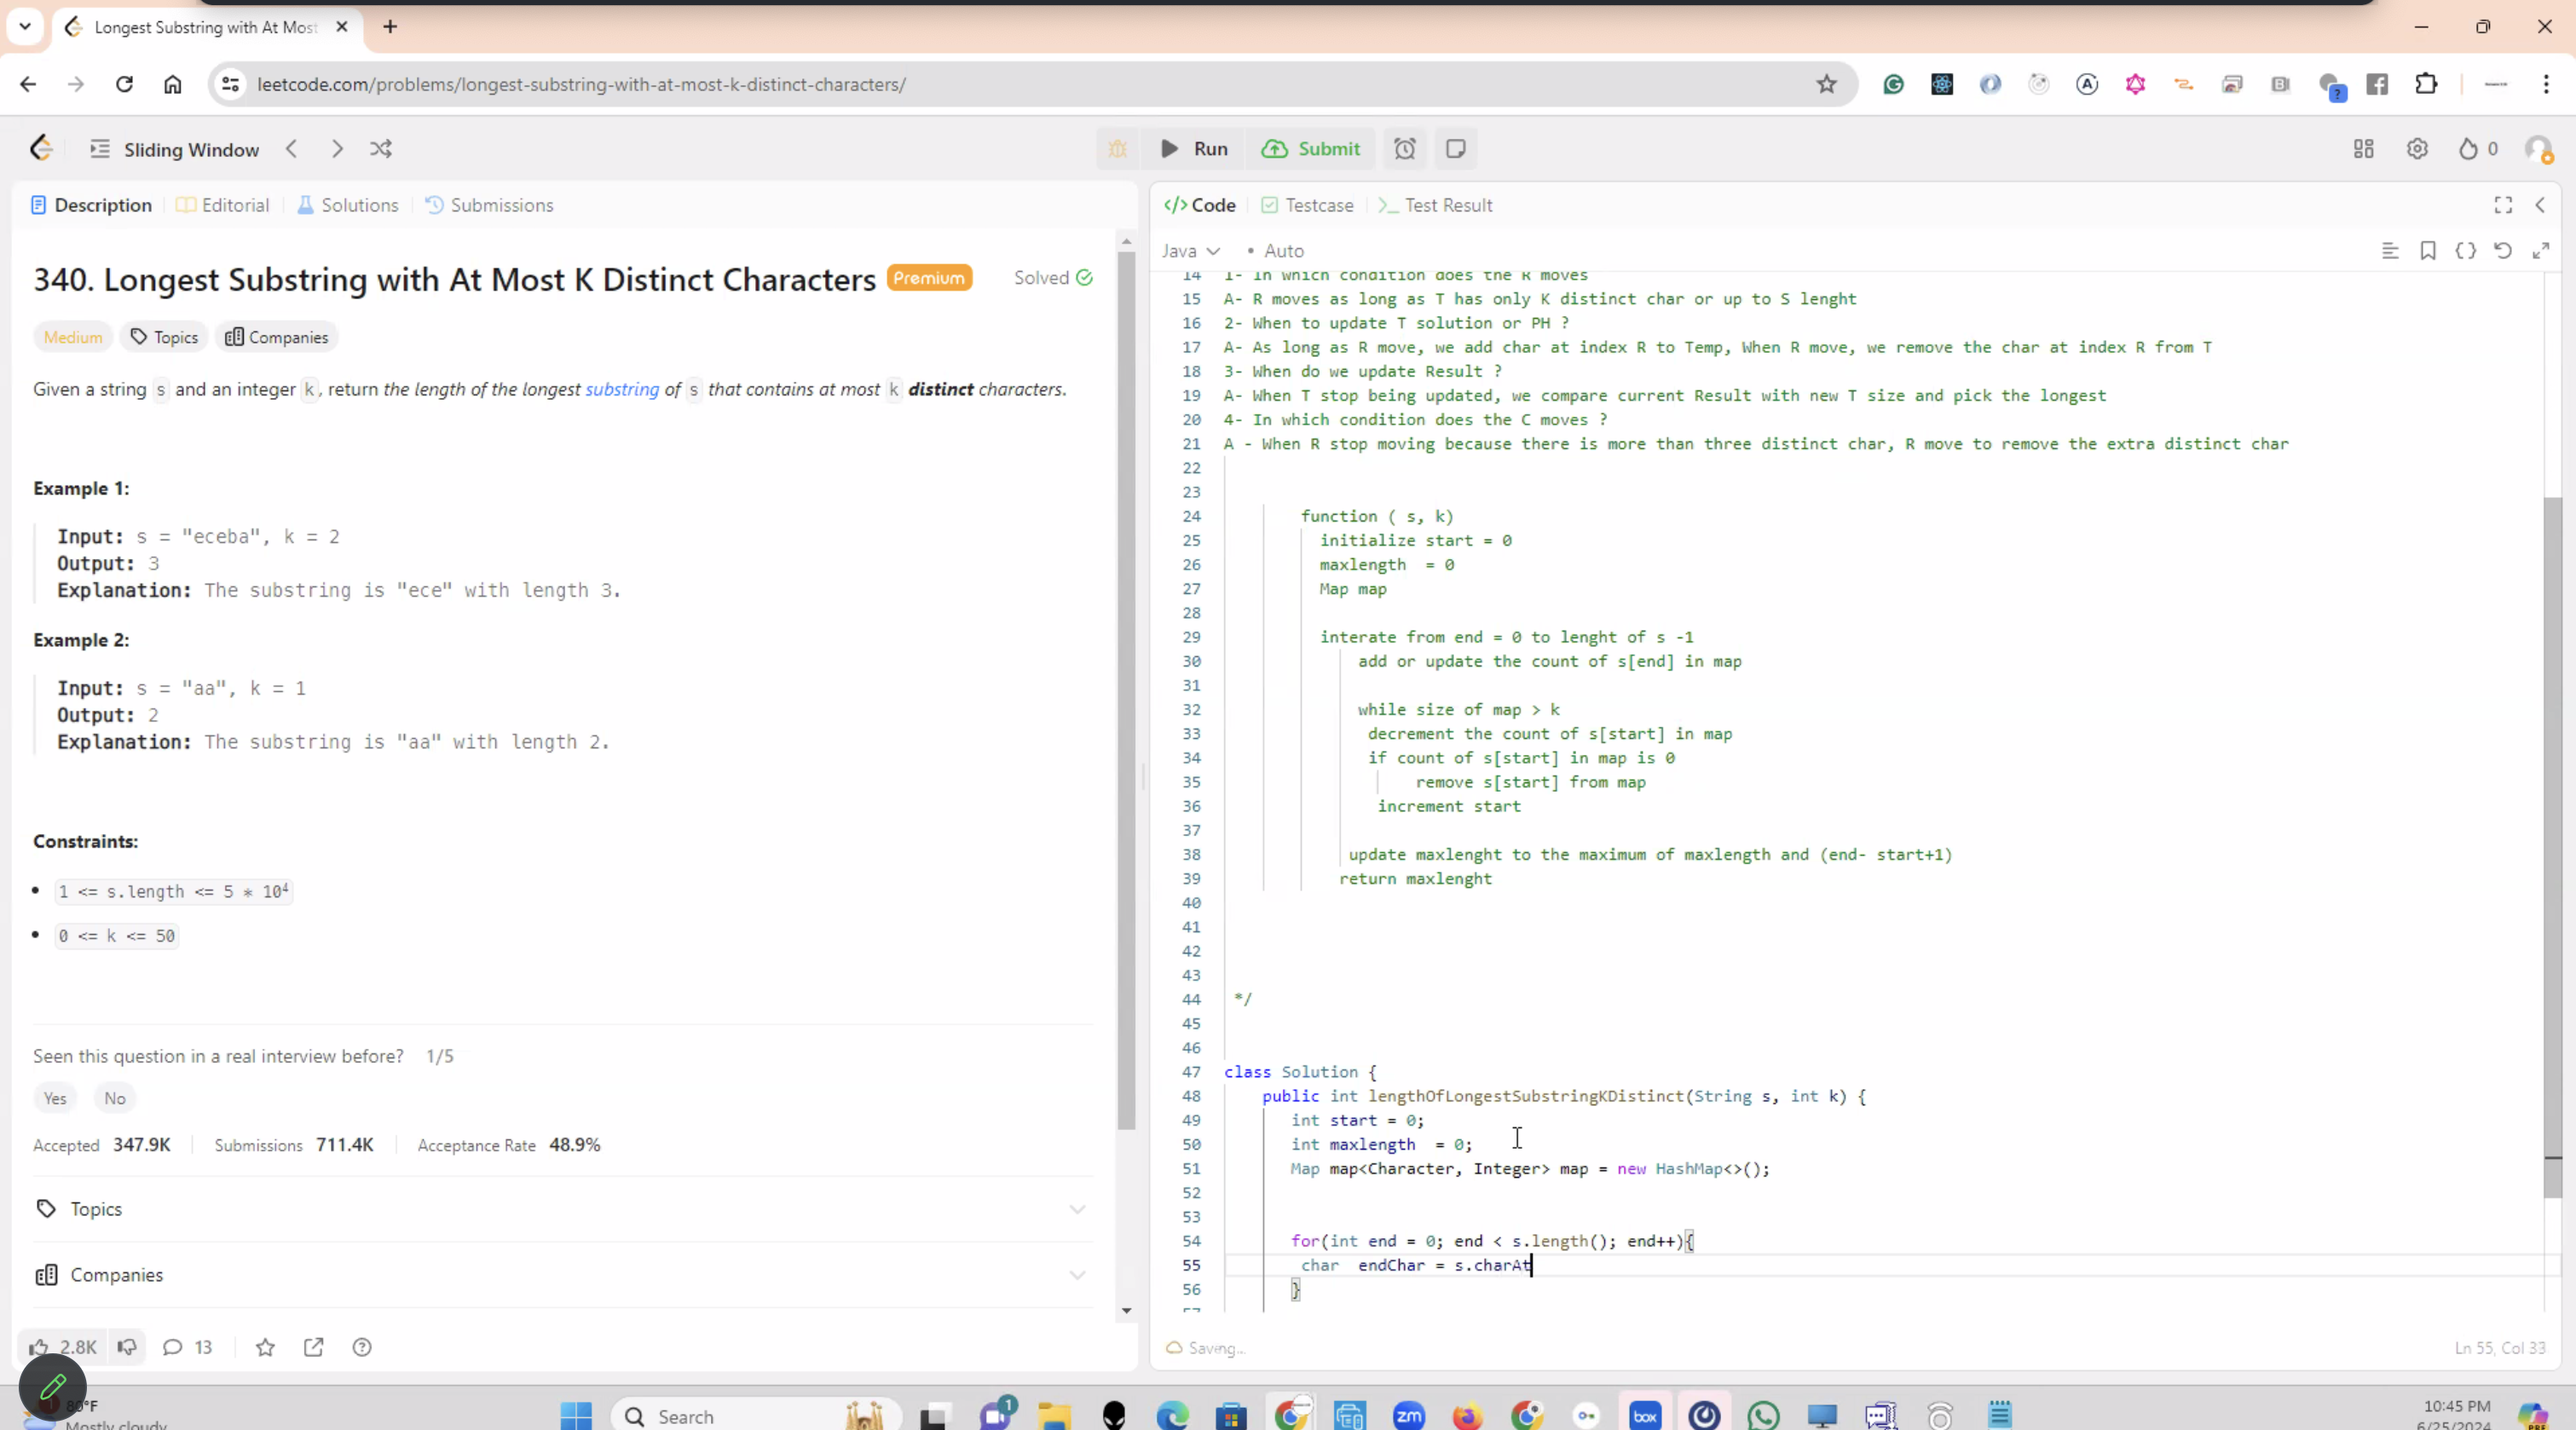 Longest Substring with At Most
leetcode.com/problems/longest-substring-with-at-most-k-distinct-characters/
Sliding Window
Run
Submit
0
Description
Editorial
Solutions
Submissions
340. Longest Substring with At Most K Distinct Characters
Premium
Solved
Medium
Topics
Companies
Given a string s and an integer k, return the length of the longest substring of s that contains at most k distinct characters.
Example 1:
Input: s = "eceba", k = 2
Output: 3
Explanation: The substring is "ece" with length 3.
Example 2:
Input: s = "aa", k = 1
Output: 2
Explanation: The substring is "aa" with length 2.
Constraints:
• 1 <= s.length <= 5 * 10⁴
• 0 <= k <= 50
Seen this question in a real interview before? 1/5
Yes
No
Accepted 347.9K
Submissions 711.4K
Acceptance Rate 48.9%
Topics
Companies
2.8K
13
Code
Testcase
Test Result
Java
• Auto
14 1- In which condition does the R moves
15 A- R moves as long as T has only K distinct char or up to S lenght
16 2- When to update T solution or PH ?
17 A- As long as R move, we add char at index R to Temp, When R move, we remove the char at index R from T
18 3- When do we update Result ?
19 A- When T stop being updated, we compare current Result with new T size and pick the longest
20 4- In which condition does the C moves ?
21 A - When R stop moving because there is more than three distinct char, R move to remove the extra distinct char
22
23
24 function ( s, k)
25 initialize start = 0
26 maxlength = 0
27 Map map
28
29 interate from end = 0 to lenght of s -1
30 add or update the count of s[end] in map
31
32 while size of map > k
33 decrement the count of s[start] in map
34 if count of s[start] in map is 0
35 remove s[start] from map
36 increment start
37
38 update maxlenght to the maximum of maxlength and (end- start+1)
39 return maxlenght
40
41
42
43
44 */
45
46
47 class Solution {
48 public int lengthOfLongestSubstringKDistinct(String s, int k) {
49 int start = 0;
50 int maxlength = 0;
51 Map map<Character, Integer> map = new HashMap<>();
52
53
54 for(int end = 0; end < s.length(); end++){
55 char endChar = s.charAt
56 }
57
Saving...
Ln 55, Col 33
80°F
Mostly cloudy
Search
1
zm
box
10:45 PM
6/25/2024